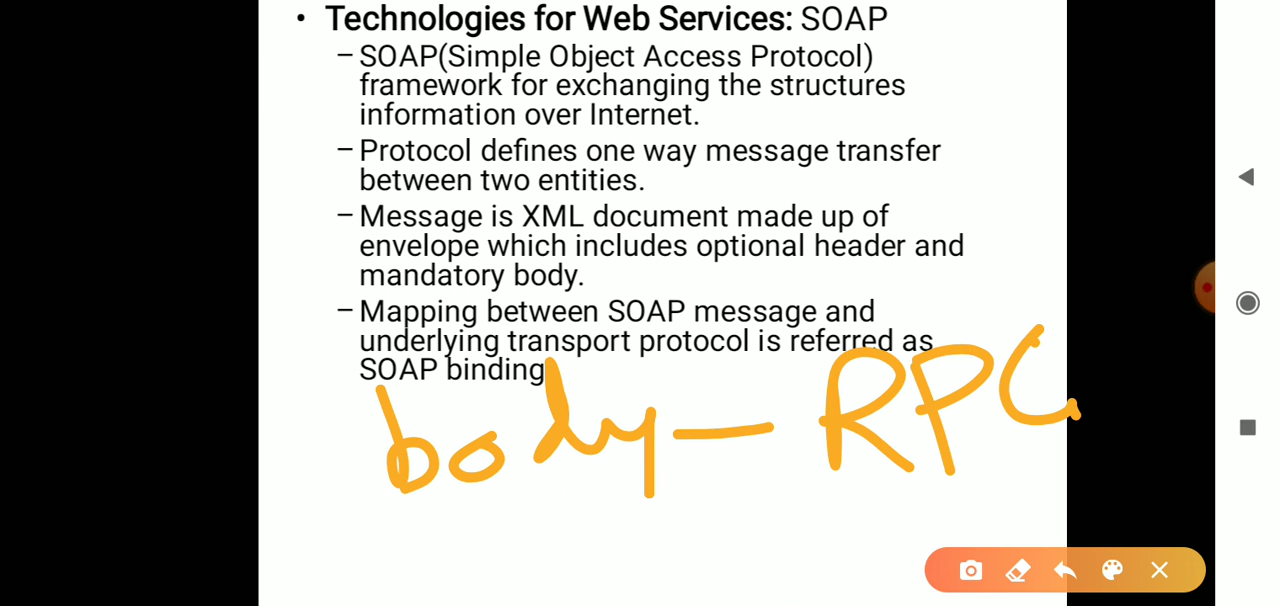 • Technologies for Web Services: SOAP
– SOAP(Simple Object Access Protocol)
framework for exchanging the structures
information over Internet.
– Protocol defines one way message transfer
between two entities.
– Message is XML document made up of
envelope which includes optional header and
mandatory body.
– Mapping between SOAP message and
underlying transport protocol is referred as
SOAP binding
body — RPC